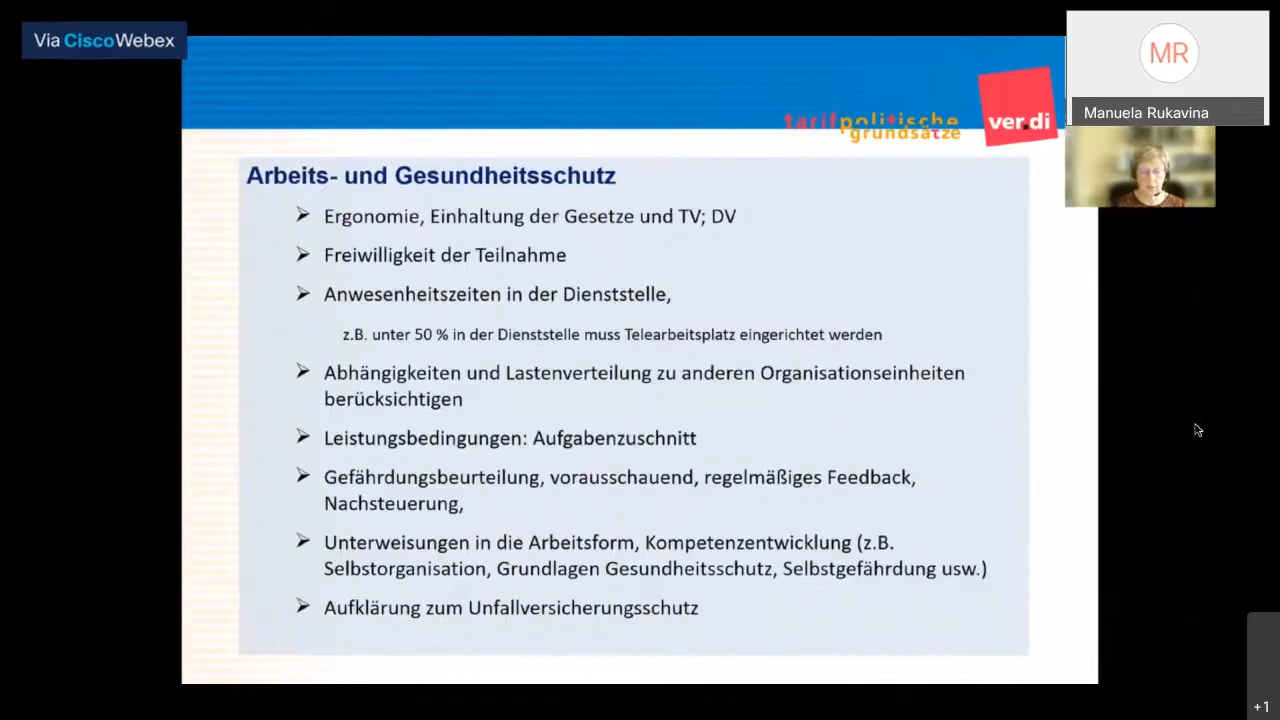 Via CiscoWebex
MR
Manuela Rukavina
tarifpolitische
grundsätze
ver.di
Arbeits- und Gesundheitsschutz
➢ Ergonomie, Einhaltung der Gesetze und TV; DV
➢ Freiwilligkeit der Teilnahme
➢ Anwesenheitszeiten in der Dienststelle,
z.B. unter 50 % in der Dienststelle muss Telearbeitsplatz eingerichtet werden
➢ Abhängigkeiten und Lastenverteilung zu anderen Organisationseinheiten
berücksichtigen
➢ Leistungsbedingungen: Aufgabenzuschnitt
➢ Gefährdungsbeurteilung, vorausschauend, regelmäßiges Feedback,
Nachsteuerung,
➢ Unterweisungen in die Arbeitsform, Kompetenzentwicklung (z.B.
Selbstorganisation, Grundlagen Gesundheitsschutz, Selbstgefährdung usw.)
➢ Aufklärung zum Unfallversicherungsschutz
+1